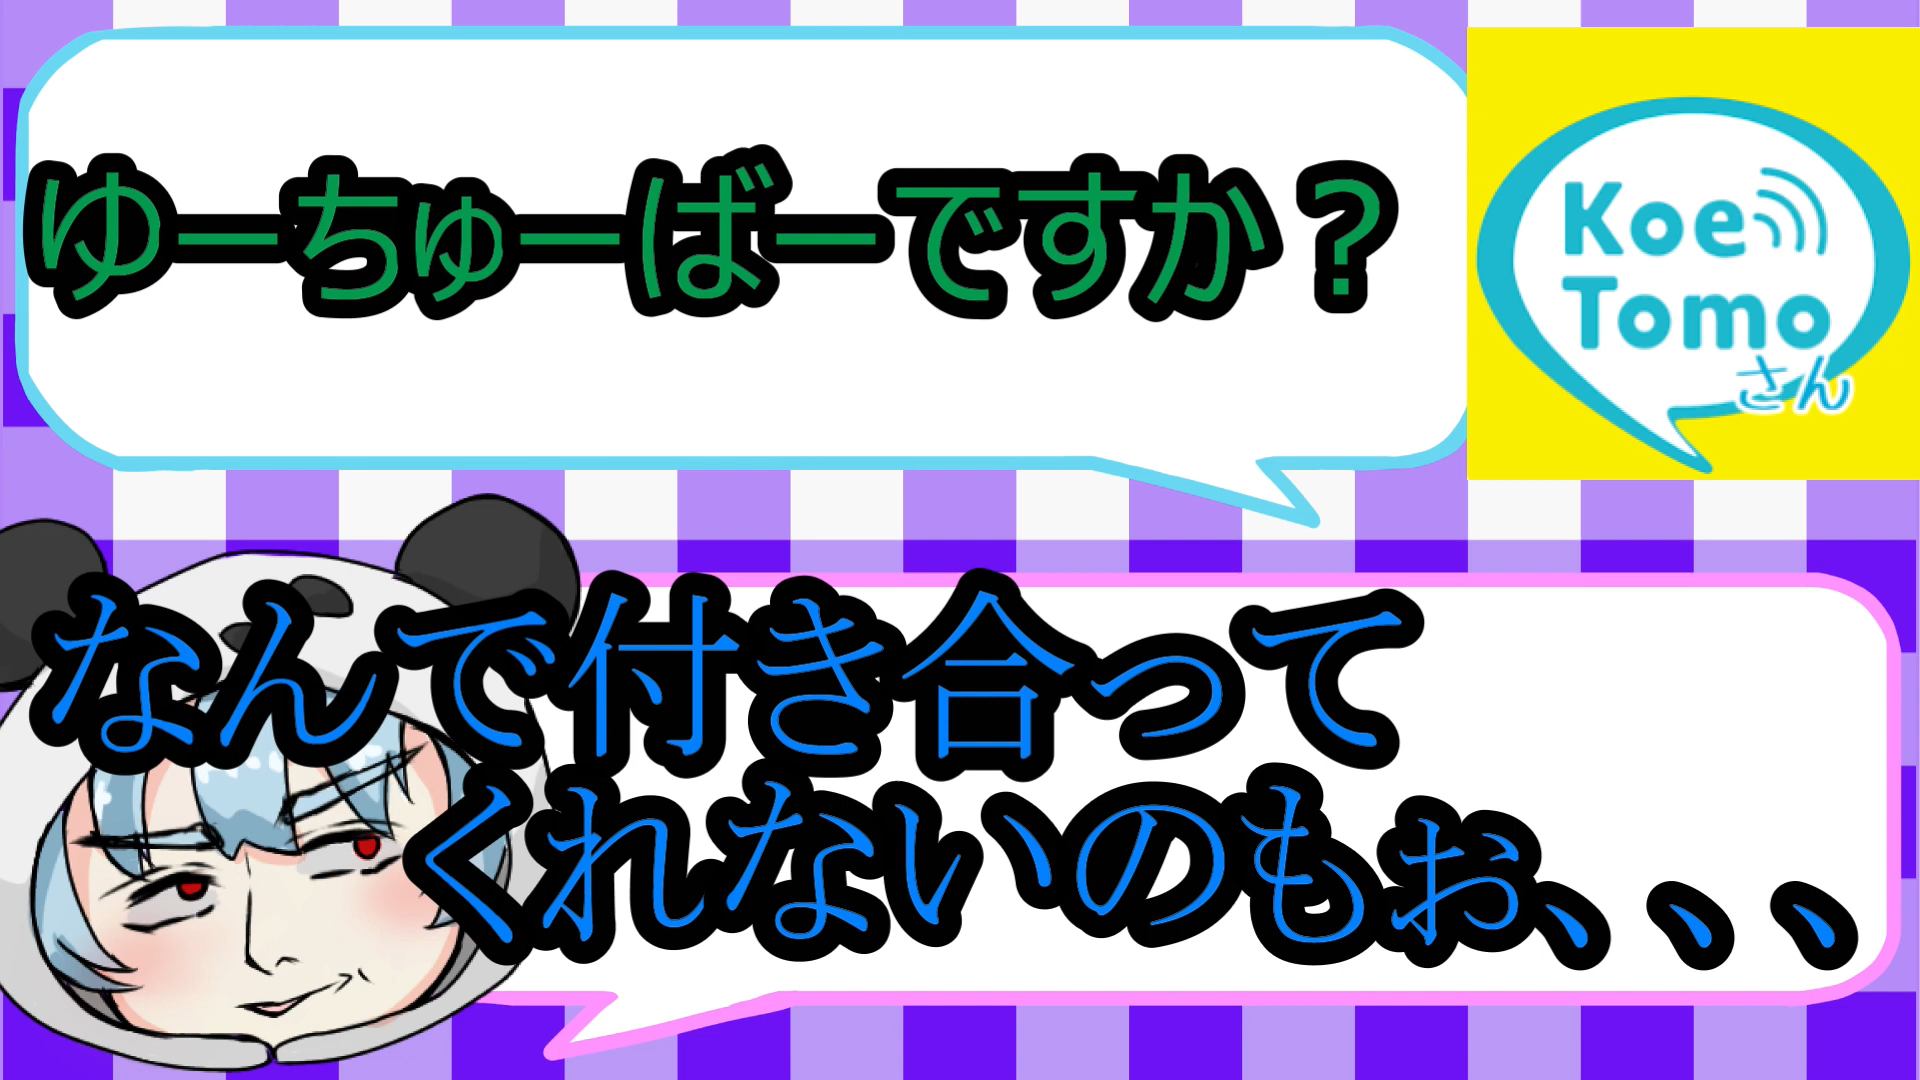 ゆーちゅーばーですか？
Koe
Tomo
さん
なんで付き合って
くれないのもお、、、